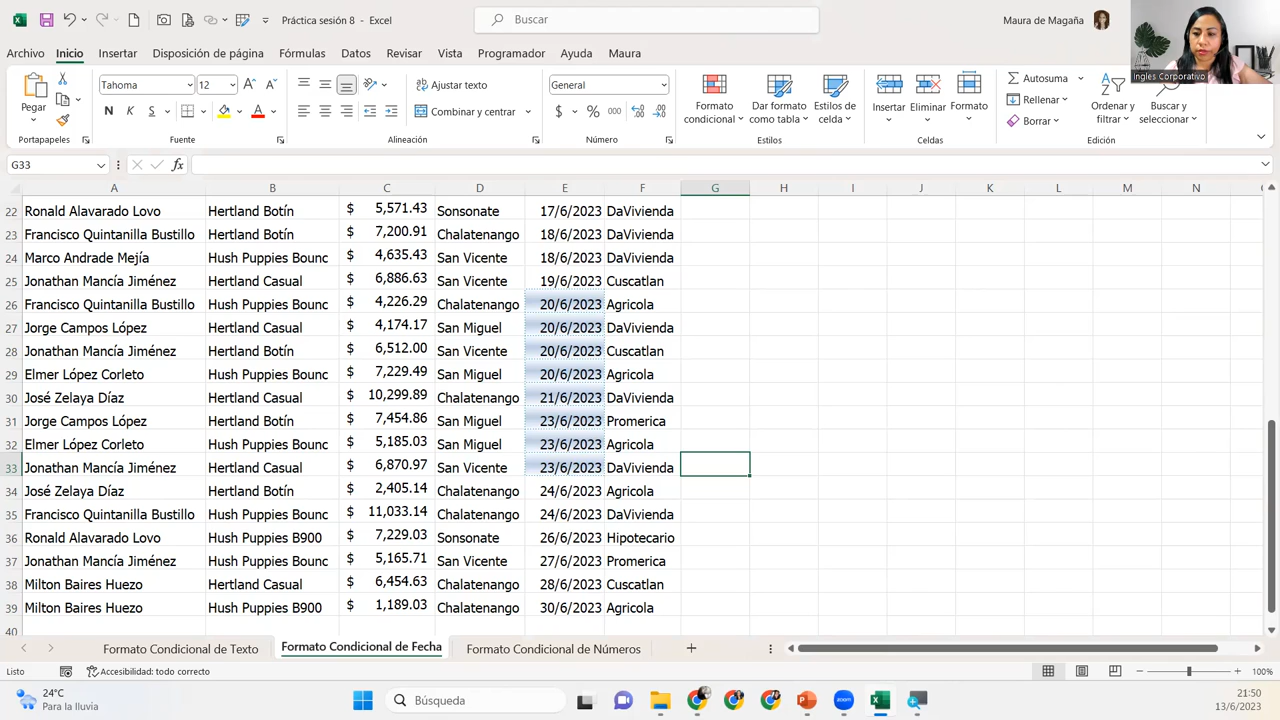 Práctica sesión 8 - Excel
Buscar
Maura de Magaña
Ingles Corporativo
Archivo Inicio Insertar Disposición de página Fórmulas Datos Revisar Vista Programador Ayuda Maura
Pegar
Portapapeles
Tahoma 12
N K S
Fuente
Ajustar texto
Combinar y centrar
Alineación
General
$ % 000
Número
Formato condicional
Dar formato como tabla
Estilos de celda
Estilos
Insertar Eliminar Formato
Celdas
Autosuma
Rellenar
Borrar
Ordenar y filtrar
Buscar y seleccionar
Edición
G33 fx
A B C D E F G H I J K L M N
22 Ronald Alavarado Lovo Hertland Botín $ 5,571.43 Sonsonate 17/6/2023 DaVivienda
23 Francisco Quintanilla Bustillo Hertland Botín $ 7,200.91 Chalatenango 18/6/2023 DaVivienda
24 Marco Andrade Mejía Hush Puppies Bounc $ 4,635.43 San Vicente 18/6/2023 DaVivienda
25 Jonathan Mancía Jiménez Hertland Casual $ 6,886.63 San Vicente 19/6/2023 Cuscatlan
26 Francisco Quintanilla Bustillo Hush Puppies Bounc $ 4,226.29 Chalatenango 20/6/2023 Agricola
27 Jorge Campos López Hertland Casual $ 4,174.17 San Miguel 20/6/2023 DaVivienda
28 Jonathan Mancía Jiménez Hertland Botín $ 6,512.00 San Vicente 20/6/2023 Cuscatlan
29 Elmer López Corleto Hush Puppies Bounc $ 7,229.49 San Miguel 20/6/2023 Agricola
30 José Zelaya Díaz Hertland Casual $ 10,299.89 Chalatenango 21/6/2023 DaVivienda
31 Jorge Campos López Hertland Botín $ 7,454.86 San Miguel 23/6/2023 Promerica
32 Elmer López Corleto Hush Puppies Bounc $ 5,185.03 San Miguel 23/6/2023 Agricola
33 Jonathan Mancía Jiménez Hertland Casual $ 6,870.97 San Vicente 23/6/2023 DaVivienda
34 José Zelaya Díaz Hertland Botín $ 2,405.14 Chalatenango 24/6/2023 Agricola
35 Francisco Quintanilla Bustillo Hush Puppies Bounc $ 11,033.14 Chalatenango 24/6/2023 DaVivienda
36 Ronald Alavarado Lovo Hush Puppies B900 $ 7,229.03 Sonsonate 26/6/2023 Hipotecario
37 Jonathan Mancía Jiménez Hush Puppies Bounc $ 5,165.71 San Vicente 27/6/2023 Promerica
38 Milton Baires Huezo Hertland Casual $ 6,454.63 Chalatenango 28/6/2023 Cuscatlan
39 Milton Baires Huezo Hush Puppies B900 $ 1,189.03 Chalatenango 30/6/2023 Agricola
40
Formato Condicional de Texto Formato Condicional de Fecha Formato Condicional de Números
Listo Accesibilidad: todo correcto 100%
24°C
Para la lluvia
Búsqueda
zoom
21:50
13/6/2023